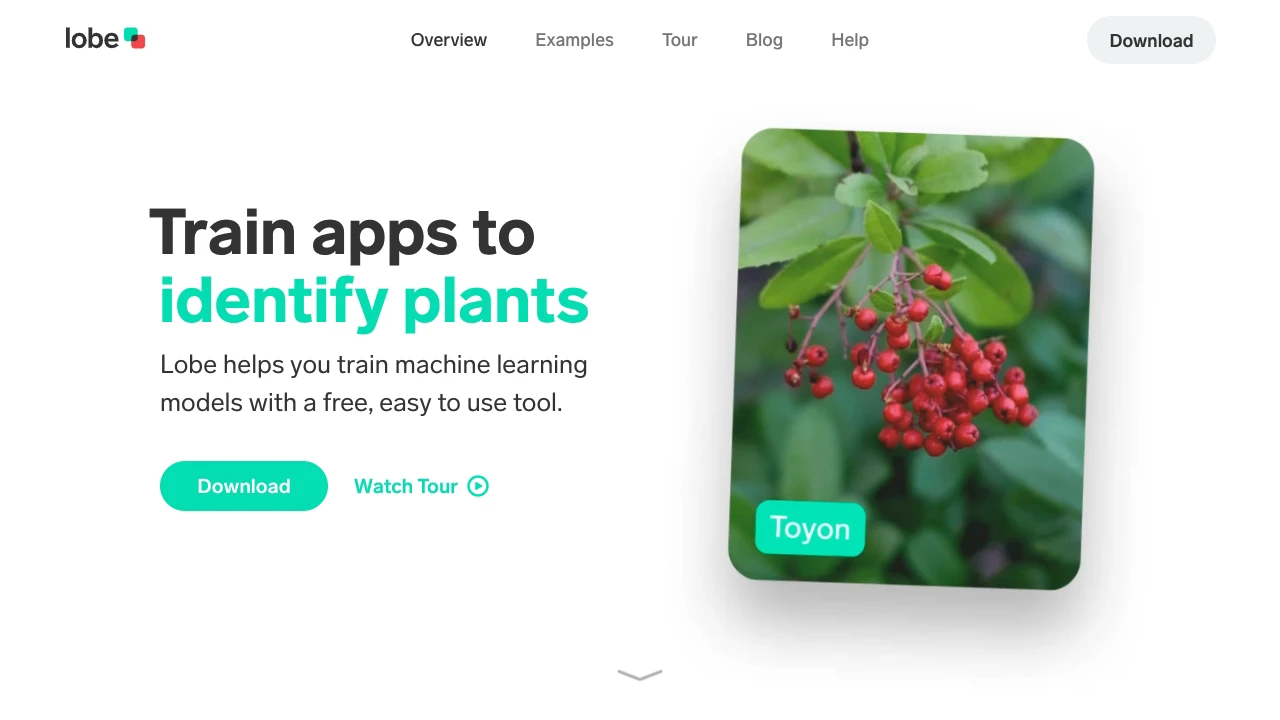 lobe
Overview
Examples
Tour
Blog
Help
Download
Train apps to
identify plants
Lobe helps you train machine learning
models with a free, easy to use tool.
Download
Watch Tour
Toyon